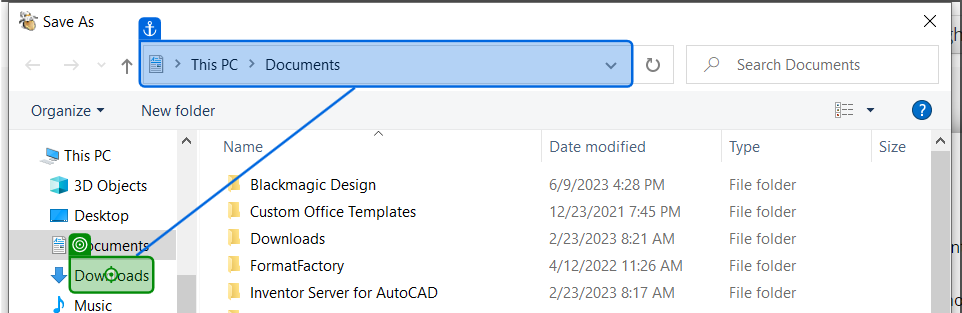 Save As
This PC > Documents
Search Documents
Organize
New folder
?
Name
Date modified
Type
Size
This PC
3D Objects
Desktop
Documents
Downloads
Music
Blackmagic Design 6/9/2023 4:28 PM File folder
Custom Office Templates 12/23/2021 7:45 PM File folder
Downloads 2/23/2023 8:21 AM File folder
FormatFactory 4/12/2022 11:26 AM File folder
Inventor Server for AutoCAD 2/23/2023 8:17 AM File folder